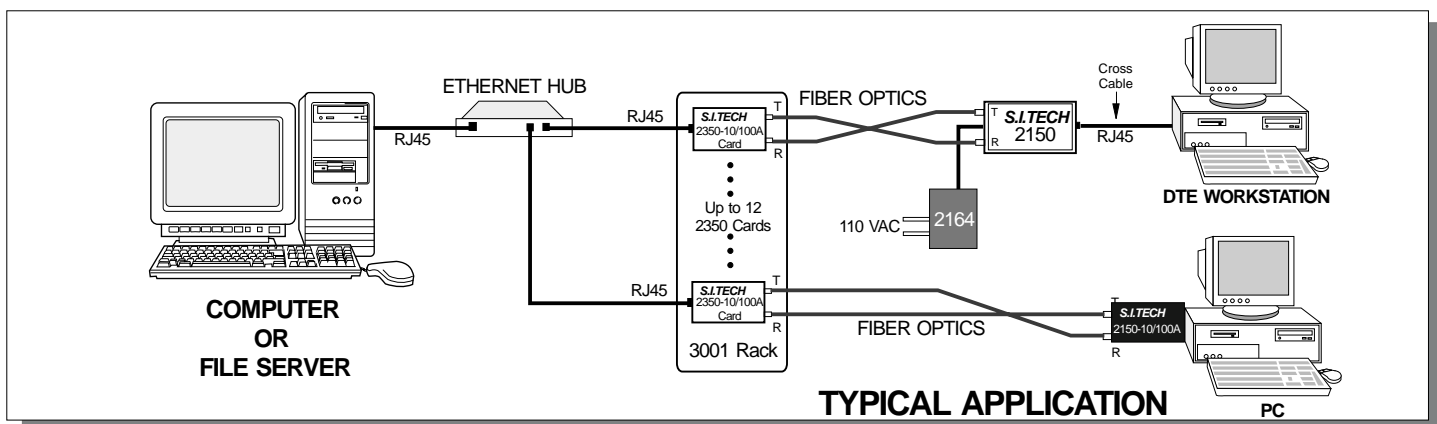 ETHERNET HUB
RJ45
RJ45
RJ45
COMPUTER
OR
FILE SERVER
S.I.TECH
2350-10/100A
Card
T
R
Up to 12
2350 Cards
S.I.TECH
2350-10/100A
Card
T
R
3001 Rack
FIBER OPTICS
T
R
S.I.TECH
2150
Cross
Cable
RJ45
110 VAC
2164
DTE WORKSTATION
FIBER OPTICS
T
R
S.I.TECH
2150-10/100A
PC
TYPICAL APPLICATION